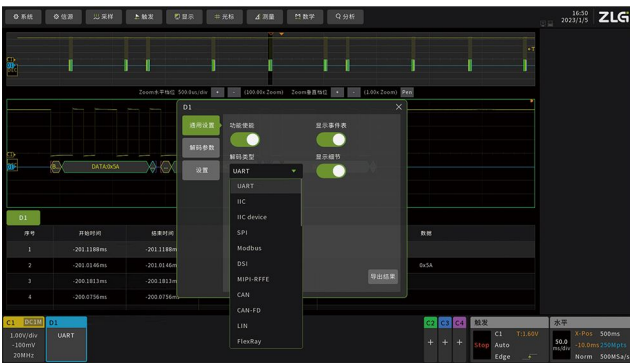 系统 信源 采样 触发 显示 光标 测量 数学 分析
16:50
2023/1/5
ZLG
Zoom水平档位 500.0us/div + - (100.00x Zoom) Zoom垂直档位 + - (1.00x Zoom) Pen
D1
通用设置
解码参数
设置
功能使能
显示事件表
解码类型
显示细节
UART
UART
IIC
IIC device
SPI
Modbus
DSI
MIPI-RFFE
CAN
CAN-FD
LIN
FlexRay
导出结果
DATA:0x5A
D1
序号 开始时间 结束时间 数据
1 -201.1188m -201.0188m
2 -201.0146m -201.0146m 0x5A
3 -200.1813m -200.1813m
4 -200.0756m -200.0756m
C1 DC1M
1.00V/div
-100mV
20MHz
D1
UART
C2 C3 C4
+ + +
触发
Stop
C1 T:1.60V
Auto
Edge
水平
50.0
ms/div
X-Pos 500ms
-10.0ms 250Mpts
Norm 500MSa/s